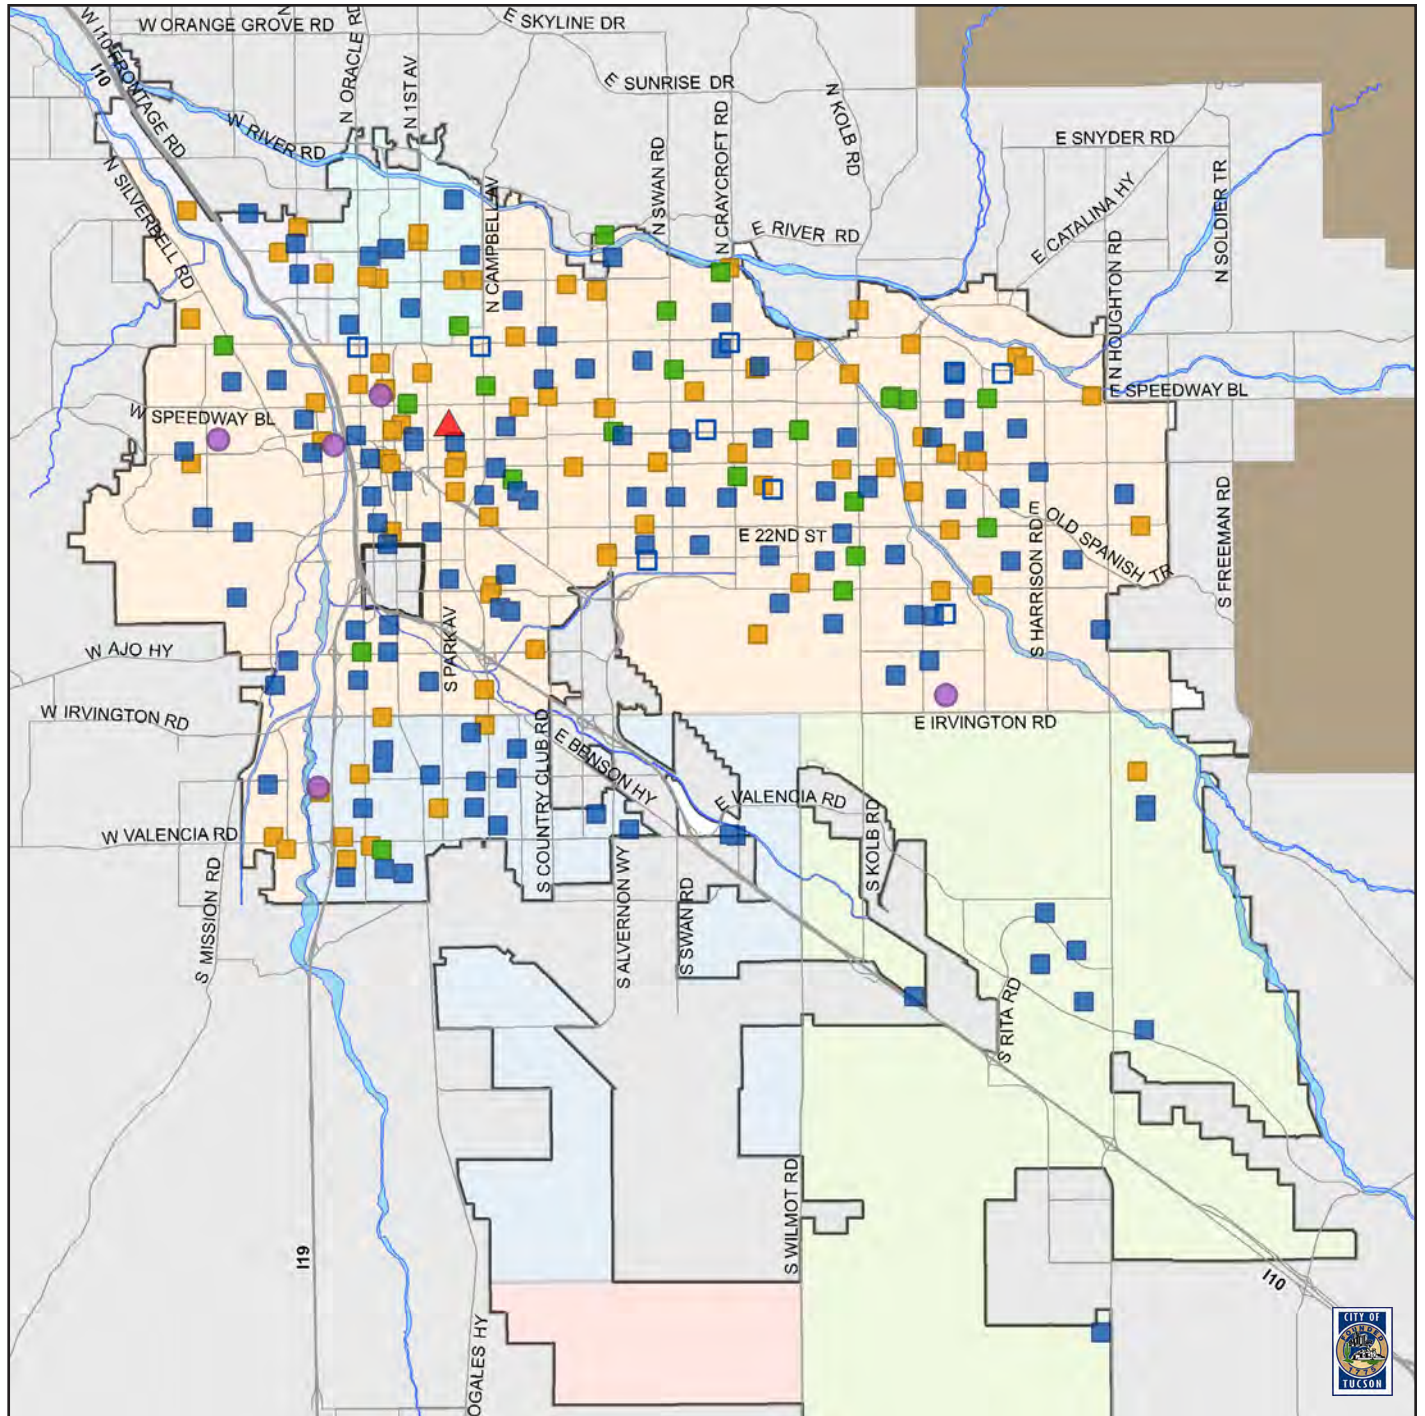 W ORANGE GROVE RD
E SKYLINE DR
N ORACLE RD
N 1ST AV
W I10 FRONTAGE RD
I10
E SUNRISE DR
N KOLB RD
N CRAYCROFT RD
W RIVER RD
E SNYDER RD
N SWAN RD
N SILVERBELL RD
N CAMPBELL AV
E CATALINA HY
N SOLDIER TR
E RIVER RD
N HOUGHTON RD
E SPEEDWAY BL
W SPEEDWAY BL
E OLD SPANISH TR
E 22ND ST
S FREEMAN RD
S HARRISON RD
S PARK AV
W AJO HY
W IRVINGTON RD
E IRVINGTON RD
E BENSON HY
S COUNTRY CLUB RD
E VALENCIA RD
W VALENCIA RD
S KOLB RD
S MISSION RD
S ALVERNON WY
S SWAN RD
S RITA RD
S WILMOT RD
I19
I10
OGALES HY
CITY OF
FOUNDED
1775
TUCSON